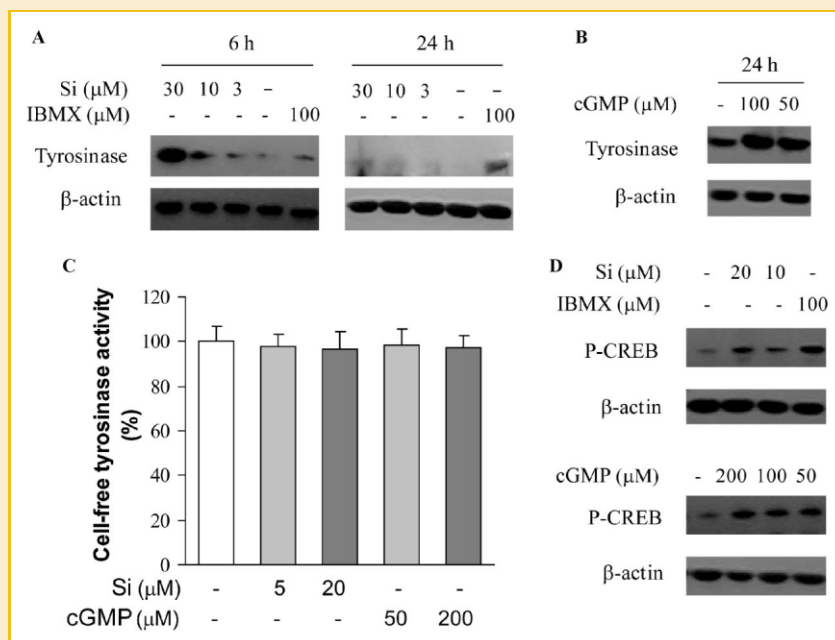 A
6 h
24 h
Si (µM)
30 10 3 –
30 10 3 – –
IBMX (µM)
- - - - 100
- - - - 100
Tyrosinase
β-actin
B
24 h
cGMP (µM)
- 100 50
Tyrosinase
β-actin
C
Cell-free tyrosinase activity
(%)
120
100
80
60
40
20
0
Si (µM)
- 5 20 - -
cGMP (µM)
- - - 50 200
D
Si (µM)
- 20 10 -
IBMX (µM)
- - - 100
P-CREB
β-actin
cGMP (µM)
- 200 100 50
P-CREB
β-actin